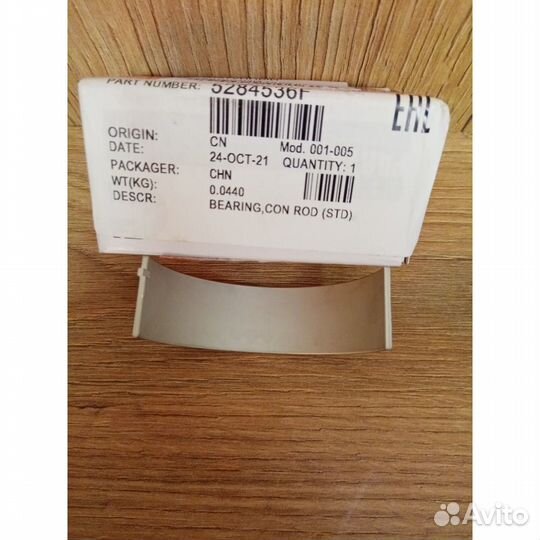 PART NUMBER: 5284536F
EAC
ORIGIN: CN Mod. 001-005
DATE: 24-OCT-21 QUANTITY: 1
PACKAGER: CHN
WT(KG): 0.0440
DESCR: BEARING,CON ROD (STD)
Avito